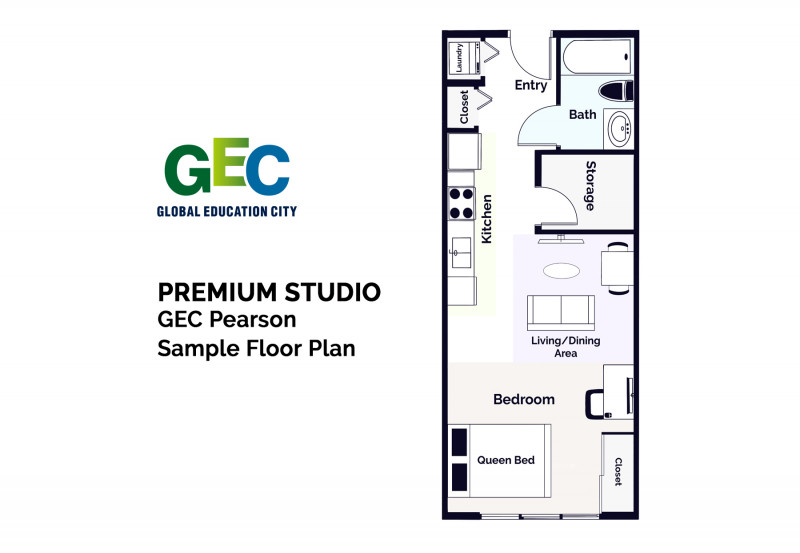 GEC
GLOBAL EDUCATION CITY
PREMIUM STUDIO
GEC Pearson
Sample Floor Plan
Laundry
Entry
Closet
Bath
Storage
Kitchen
Living/Dining
Area
Bedroom
Queen Bed
Closet